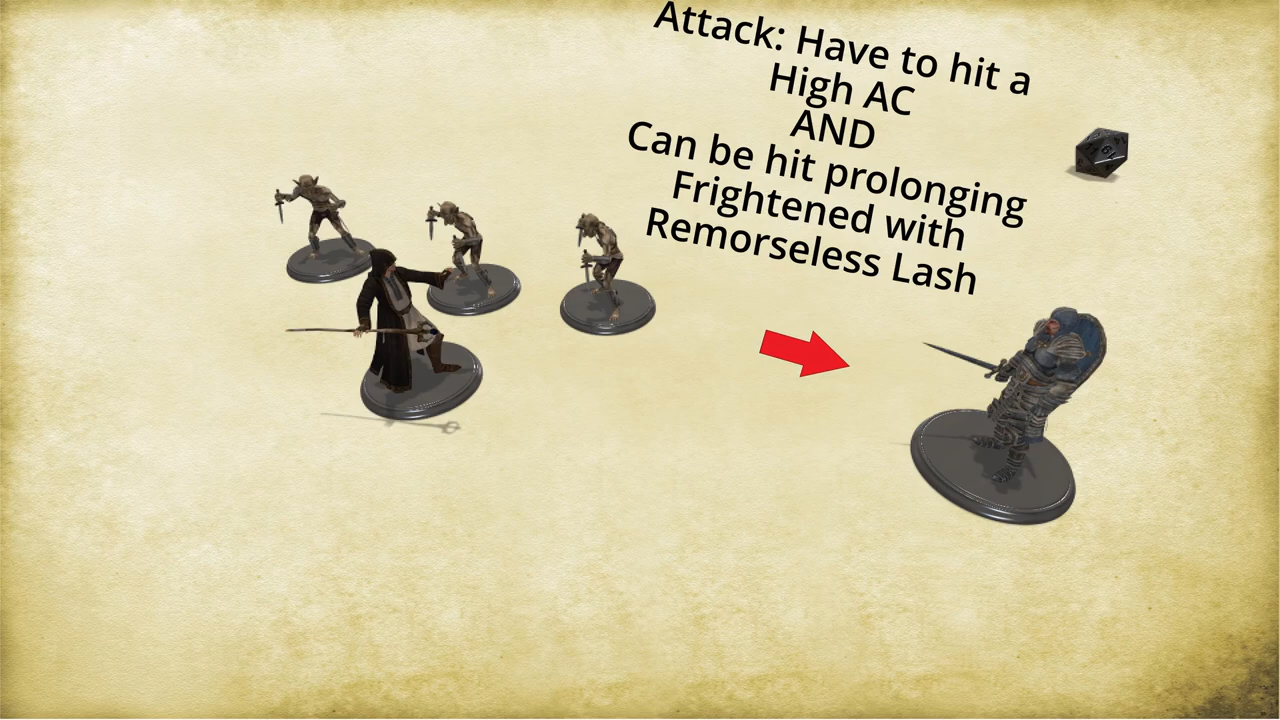 Attack: Have to hit a
High AC
AND
Can be hit prolonging
Frightened with
Remorseless Lash